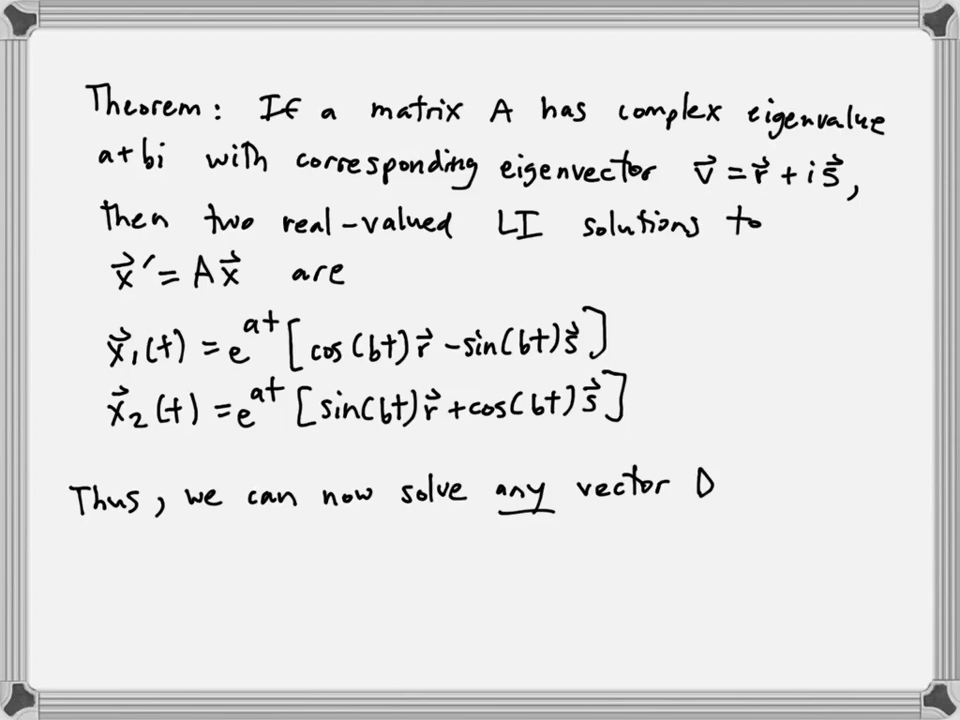 Theorem: If a matrix A has complex eigenvalue
a+bi with corresponding eigenvector v⃗ = r⃗ + i s⃗,
then two real-valued LI solutions to
x⃗′ = Ax⃗ are
x⃗₁(t) = e^{at} [cos(bt) r⃗ - sin(bt) s⃗]
x⃗₂(t) = e^{at} [sin(bt) r⃗ + cos(bt) s⃗]
Thus, we can now solve any vector D